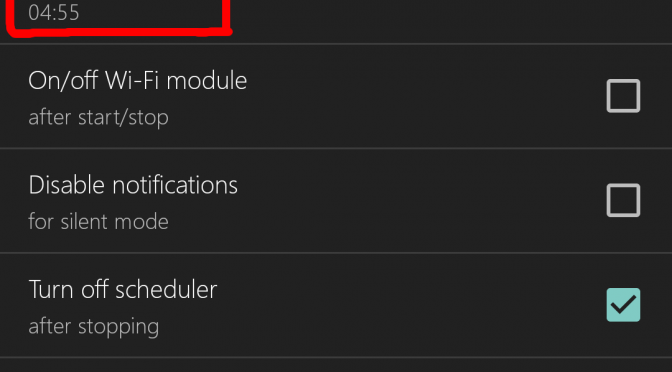 04:55
On/off Wi-Fi module
after start/stop
Disable notifications
for silent mode
Turn off scheduler
after stopping